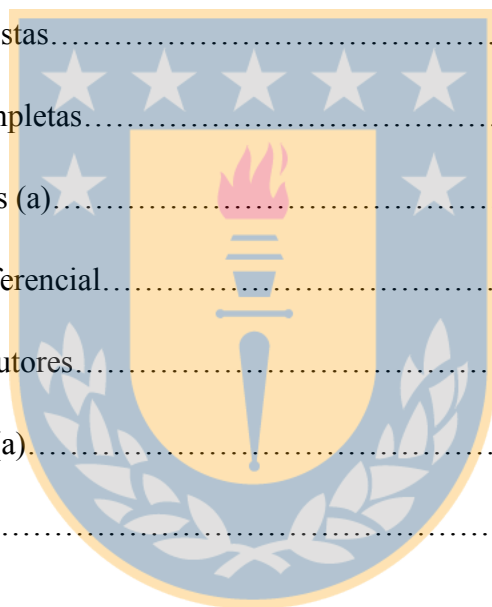 stas.......................................................
npletas................................................
s (a)....................................................
ferencial..............................................
utores..................................................
(a)........................................................
............................................................